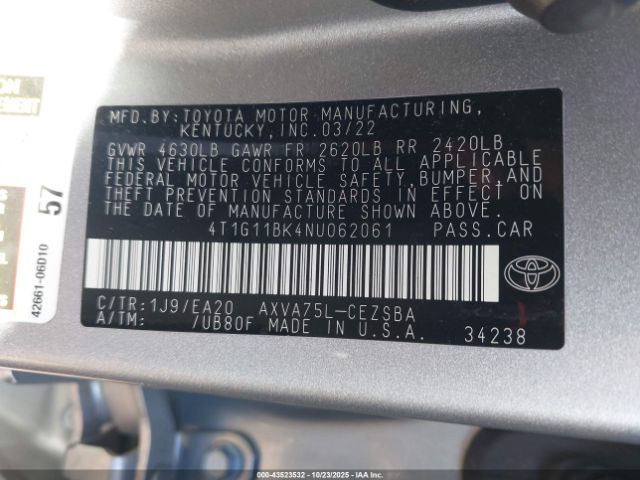 MFD.BY:TOYOTA MOTOR MANUFACTURING,
KENTUCKY, INC. 03/22
GVWR 4630LB GAWR FR 2620LB RR 2420LB
THIS VEHICLE CONFORMS TO ALL APPLICABLE
FEDERAL MOTOR VEHICLE SAFETY,BUMPER,AND
THEFT PREVENTION STANDARDS IN EFFECT ON
THE DATE OF MANUFACTURE SHOWN ABOVE.
4T1G11BK4NU062061 PASS.CAR
C/TR:1J9/EA20 AXVA75L-CEZSBA
A/TM: /UB80F MADE IN U.S.A. 34238
57
42661-06D10
000-43523532 10/23/2025 IAAI.COM